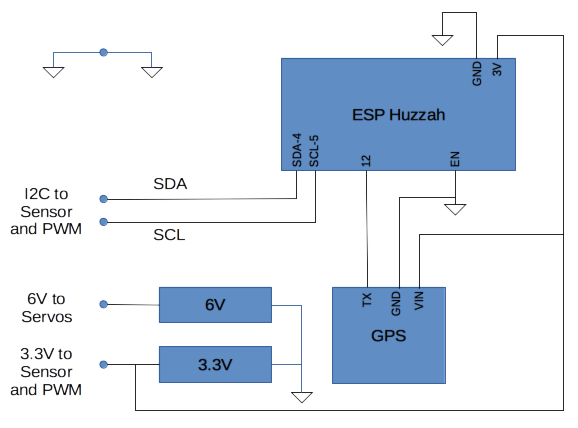 GND
3V
ESP Huzzah
SDA-4
SCL-5
12
EN
I2C to
Sensor
and PWM
SDA
SCL
6V to
Servos
6V
TX
GND
VIN
GPS
3.3V to
Sensor
and PWM
3.3V